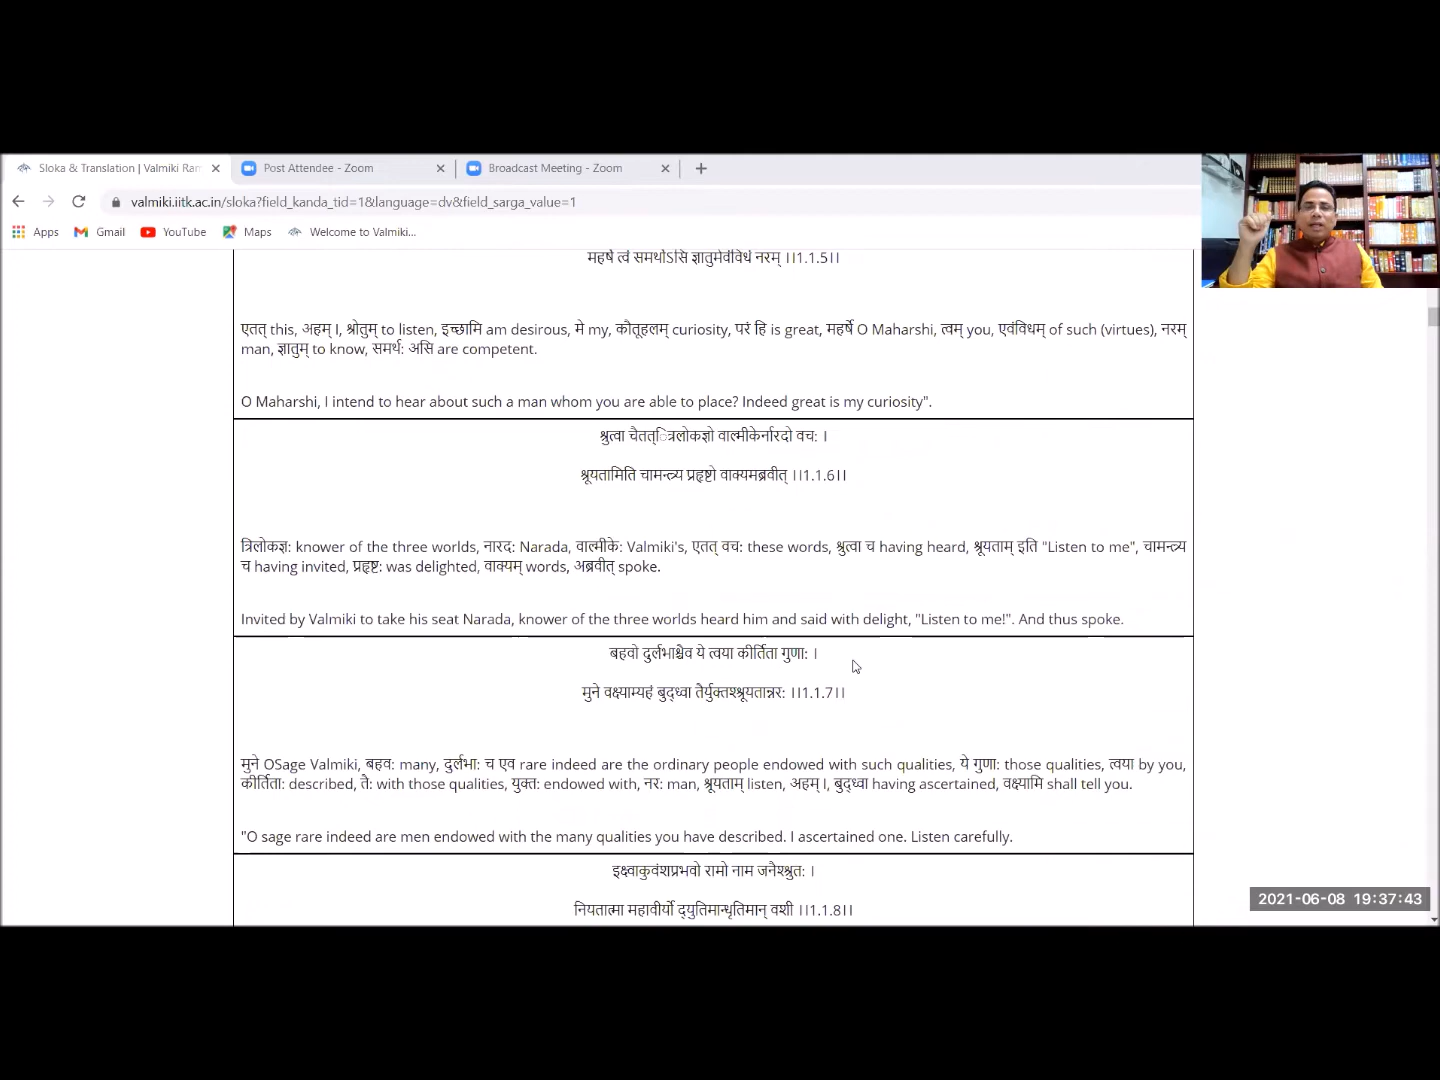 Sloka & Translation | Valmiki Ram
Post Attendee - Zoom
Broadcast Meeting - Zoom
valmiki.iitk.ac.in/sloka?field_kanda_tid=1&language=dv&field_sarga_value=1
Apps Gmail YouTube Maps Welcome to Valmiki...
महर्षे त्वं समर्थोऽसि ज्ञातुमेवंविधं नरम् ।।1.1.5।।
एतत् this, अहम् I, श्रोतुम् to listen, इच्छामि am desirous, मे my, कौतूहलम् curiosity, परं हि is great, महर्षे O Maharshi, त्वम् you, एवंविधम् of such (virtues), नरम्
man, ज्ञातुम् to know, समर्थ: असि are competent.
O Maharshi, I intend to hear about such a man whom you are able to place? Indeed great is my curiosity".
श्रुत्वा चैतत्ित्रलोकज्ञो वाल्मीकेर्नारदो वच: ।
श्रूयतामिति चामन्त्र्य प्रहृष्टो वाक्यमब्रवीत् ।।1.1.6।।
त्रिलोकज्ञ: knower of the three worlds, नारद: Narada, वाल्मीके: Valmiki's, एतत् वच: these words, श्रुत्वा च having heard, श्रूयताम् इति "Listen to me", चामन्त्र्य
च having invited, प्रहृष्ट: was delighted, वाक्यम् words, अब्रवीत् spoke.
Invited by Valmiki to take his seat Narada, knower of the three worlds heard him and said with delight, "Listen to me!". And thus spoke.
बहवो दुर्लभाश्चैव ये त्वया कीर्तिता गुणा: ।
मुने वक्ष्याम्यहं बुद्ध्वा तैर्युक्तश्श्रूयतान्नर: ।।1.1.7।।
मुने OSage Valmiki, बहव: many, दुर्लभा: च एव rare indeed are the ordinary people endowed with such qualities, ये गुणा: those qualities, त्वया by you,
कीर्तिता: described, तै: with those qualities, युक्त: endowed with, नर: man, श्रूयताम् listen, अहम् I, बुद्ध्वा having ascertained, वक्ष्यामि shall tell you.
"O sage rare indeed are men endowed with the many qualities you have described. I ascertained one. Listen carefully.
इक्ष्वाकुवंशप्रभवो रामो नाम जनैश्श्रुत: ।
नियतात्मा महावीर्यो द्युतिमान्धृतिमान् वशी ।।1.1.8।।
2021-06-08 19:37:43